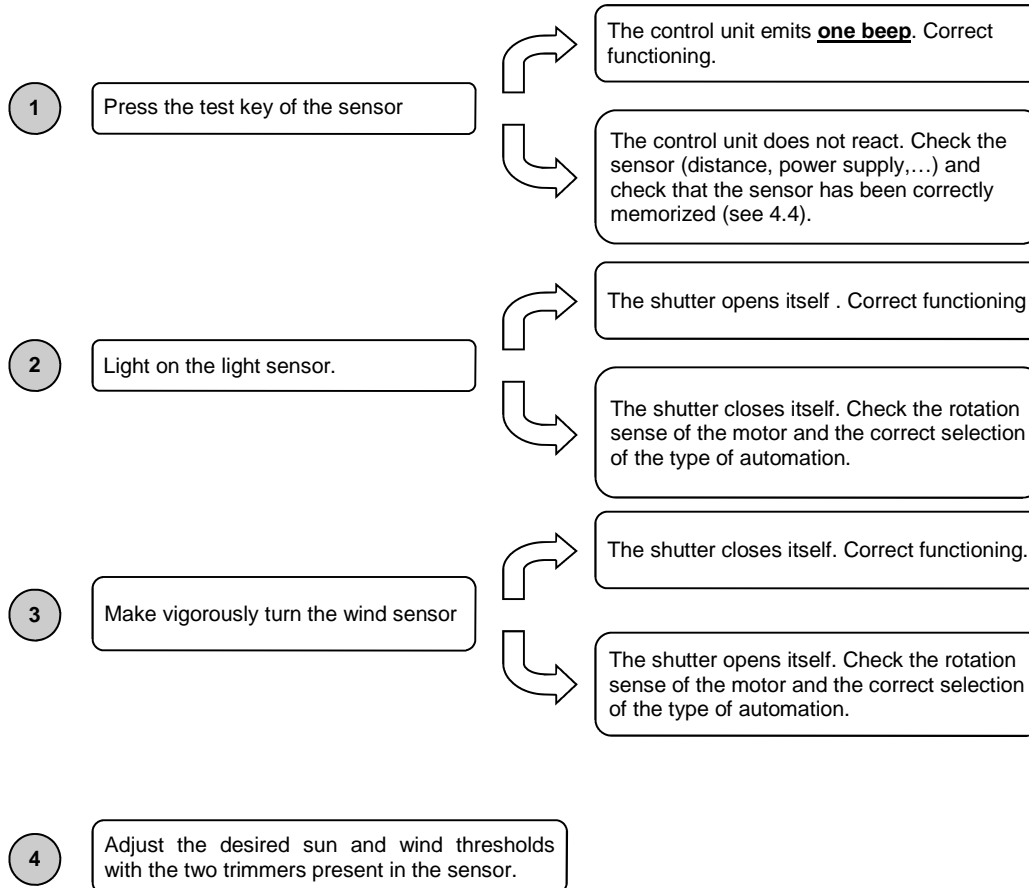 1
Press the test key of the sensor
The control unit emits one beep. Correct
functioning.
The control unit does not react. Check the
sensor (distance, power supply,…) and
check that the sensor has been correctly
memorized (see 4.4).
2
Light on the light sensor.
The shutter opens itself . Correct functioning
The shutter closes itself. Check the rotation
sense of the motor and the correct selection
of the type of automation.
3
Make vigorously turn the wind sensor
The shutter closes itself. Correct functioning.
The shutter opens itself. Check the rotation
sense of the motor and the correct selection
of the type of automation.
4
Adjust the desired sun and wind thresholds
with the two trimmers present in the sensor.